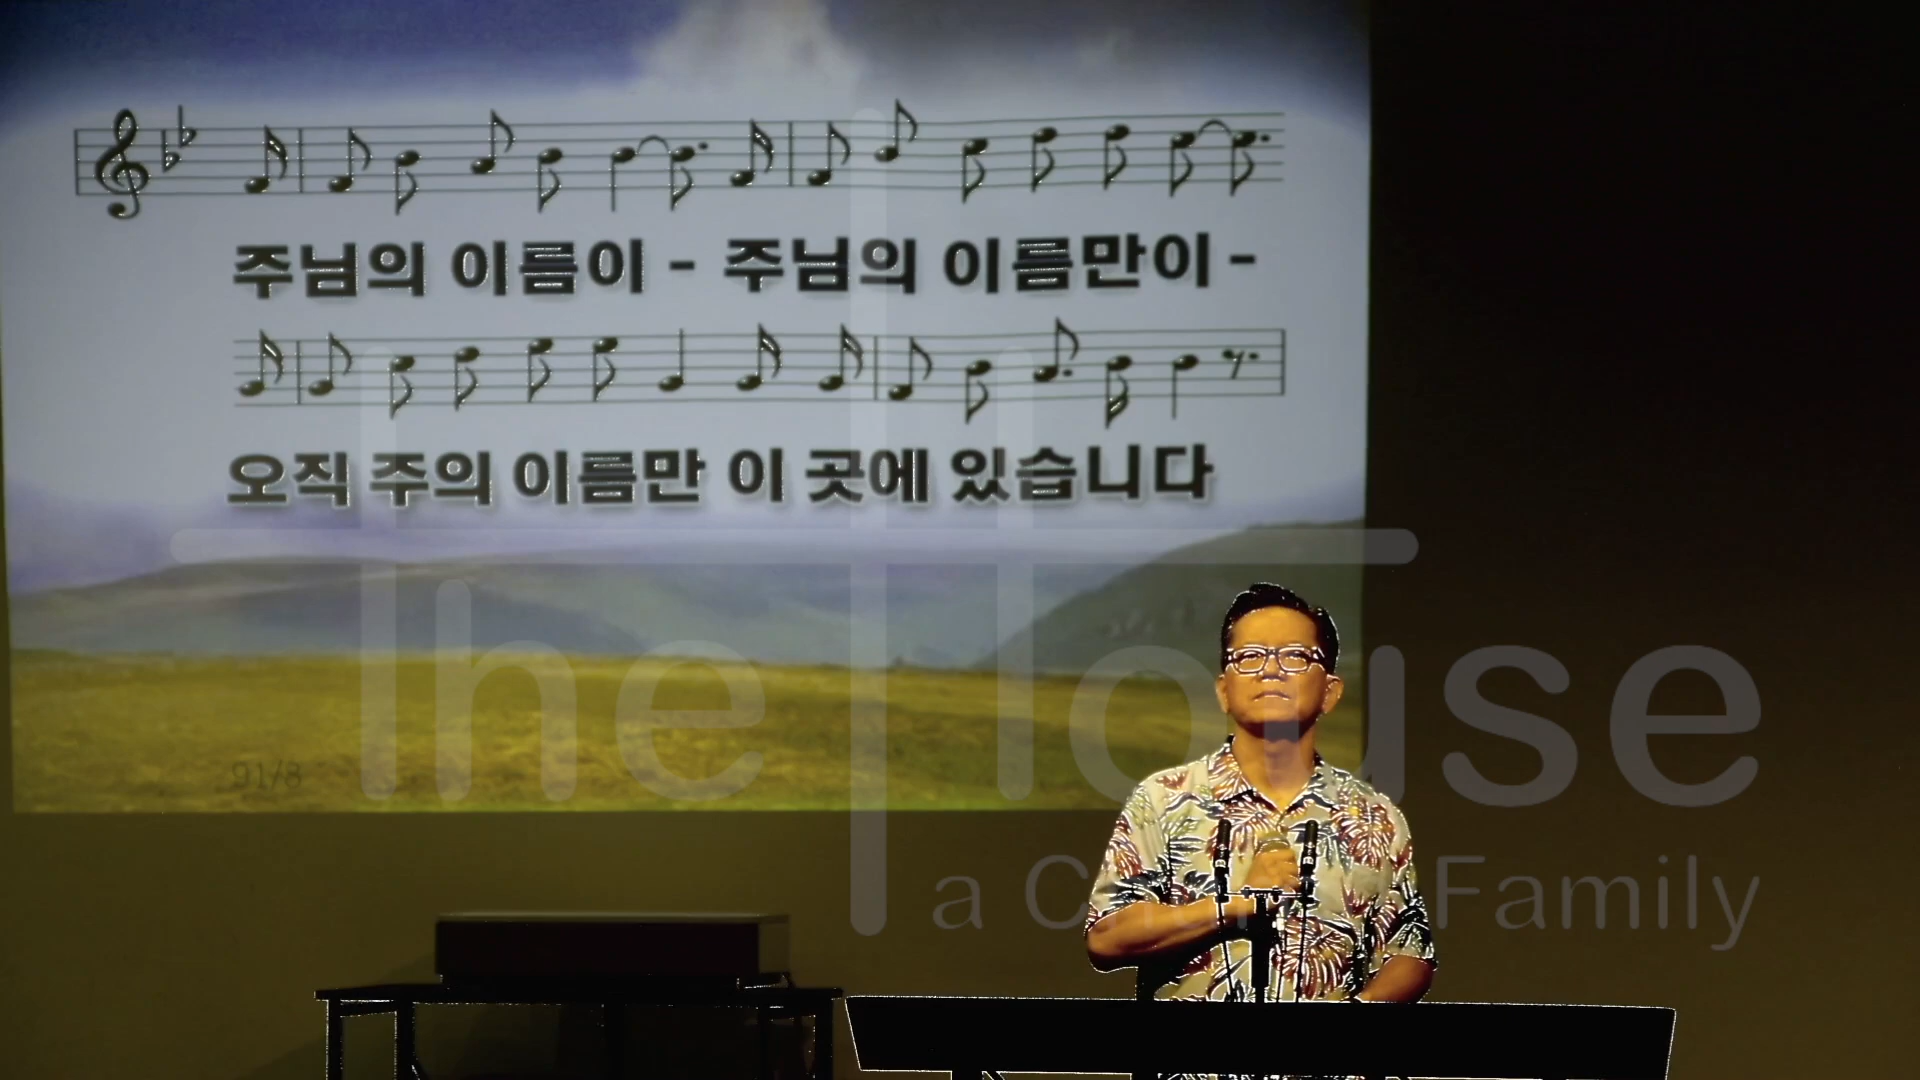 주님의 이름이 - 주님의 이름만이 -
오직 주의 이름만 이 곳에 있습니다
91/8
The House
a Family